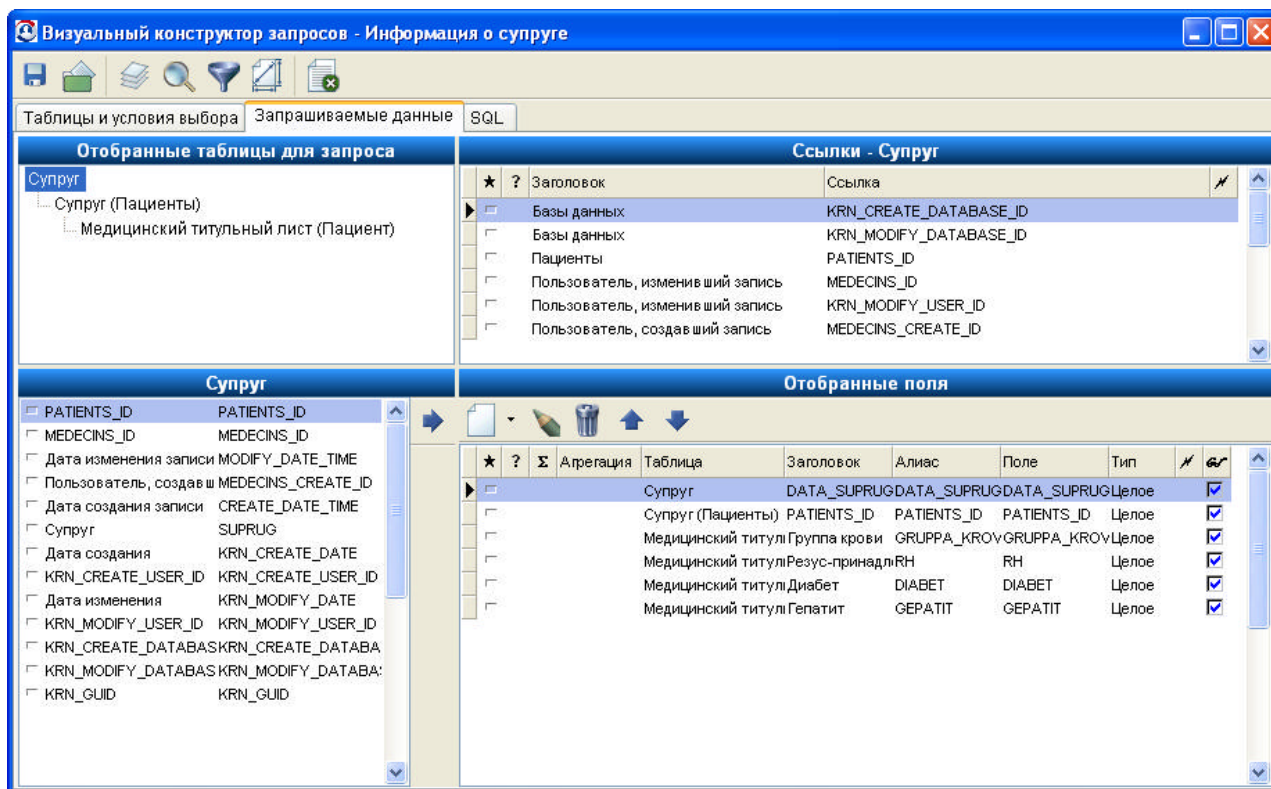 Визуальный конструктор запросов - Информация о супруге
Таблицы и условия выбора Запрашиваемые данные SQL
Отобранные таблицы для запроса
Супруг
Супруг (Пациенты)
Медицинский титульный лист (Пациент)
Ссылки - Супруг
★ ? Заголовок Ссылка
Базы данных KRN_CREATE_DATABASE_ID
Базы данных KRN_MODIFY_DATABASE_ID
Пациенты PATIENTS_ID
Пользователь, изменивший запись MEDECINS_ID
Пользователь, изменивший запись KRN_MODIFY_USER_ID
Пользователь, создавший запись MEDECINS_CREATE_ID
Супруг
PATIENTS_ID PATIENTS_ID
MEDECINS_ID MEDECINS_ID
Дата изменения записи MODIFY_DATE_TIME
Пользователь, создавш MEDECINS_CREATE_ID
Дата создания записи CREATE_DATE_TIME
Супруг SUPRUG
Дата создания KRN_CREATE_DATE
KRN_CREATE_USER_ID KRN_CREATE_USER_ID
Дата изменения KRN_MODIFY_DATE
KRN_MODIFY_USER_ID KRN_MODIFY_USER_ID
KRN_CREATE_DATABAS KRN_CREATE_DATABA
KRN_MODIFY_DATABAS KRN_MODIFY_DATABA
KRN_GUID KRN_GUID
Отобранные поля
★ ? Σ Агрегация Таблица Заголовок Алиас Поле Тип
Супруг DATA_SUPRUG DATA_SUPRUG DATA_SUPRUG Целое
Супруг (Пациенты) PATIENTS_ID PATIENTS_ID PATIENTS_ID Целое
Медицинский титул Группа крови GRUPPA_KROV GRUPPA_KROV Целое
Медицинский титул Резус-принадл RH RH Целое
Медицинский титул Диабет DIABET DIABET Целое
Медицинский титул Гепатит GEPATIT GEPATIT Целое